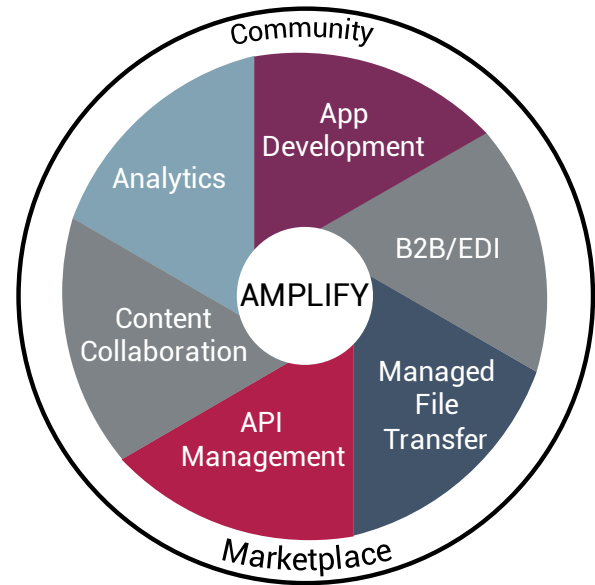 Community
App
Development
Analytics
B2B/EDI
AMPLIFY
Content
Collaboration
Managed
File
Transfer
API
Management
Marketplace